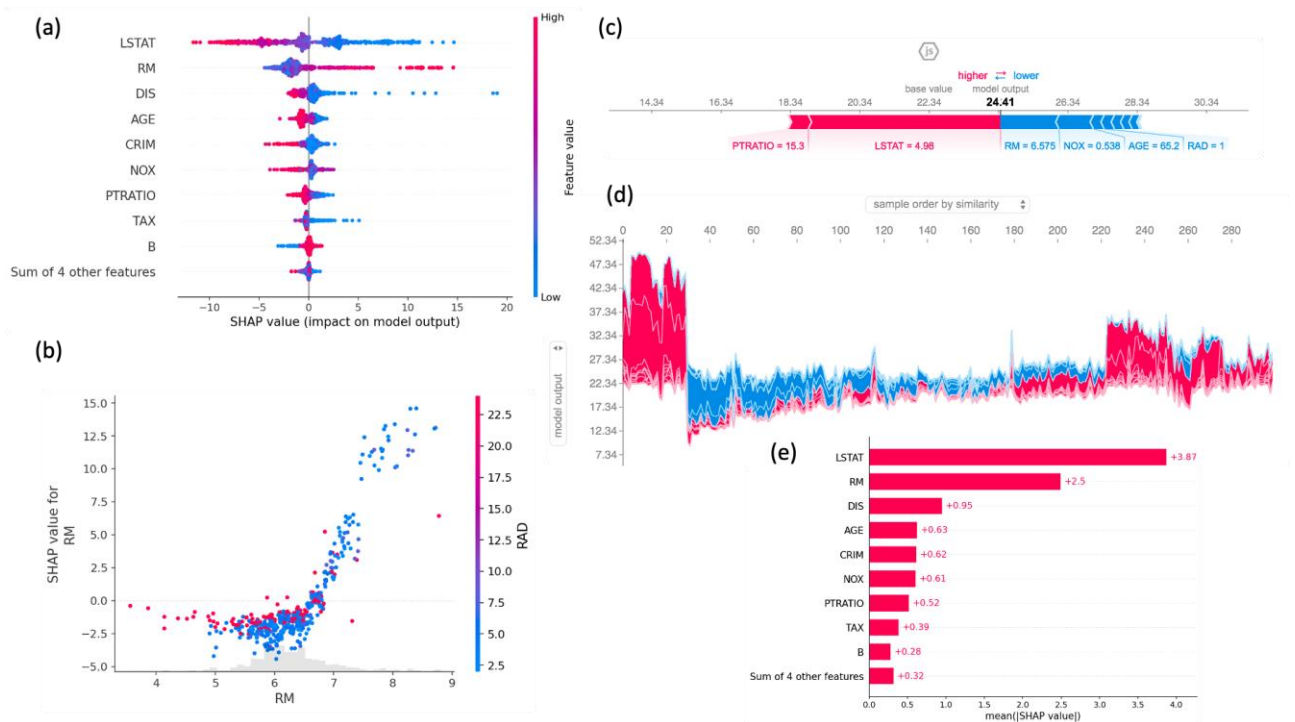 (a)
High
LSTAT
RM
DIS
AGE
CRIM
NOX
PTRATIO
TAX
B
Sum of 4 other features
Feature value
Low
−10 −5 0 5 10 15 20
SHAP value (impact on model output)
(b)
15.0
12.5
10.0
7.5
5.0
2.5
0.0
−2.5
−5.0
SHAP value for
RM
4 5 6 7 8 9
RM
22.5
20.0
17.5
15.0
12.5
10.0
7.5
5.0
2.5
RAD
(c)
js
higher lower
base value model output
14.34 16.34 18.34 20.34 22.34 24.41 26.34 28.34 30.34
PTRATIO = 15.3 LSTAT = 4.98 RM = 6.575 NOX = 0.538 AGE = 65.2 RAD = 1
(d)
sample order by similarity
0 20 40 60 80 100 120 140 160 180 200 220 240 260 280
52.34
47.34
42.34
37.34
32.34
27.34
22.34
17.34
12.34
7.34
model output
(e)
LSTAT +3.87
RM +2.5
DIS +0.95
AGE +0.63
CRIM +0.62
NOX +0.61
PTRATIO +0.52
TAX +0.39
B +0.28
Sum of 4 other features +0.32
0.0 0.5 1.0 1.5 2.0 2.5 3.0 3.5 4.0
mean(|SHAP value|)